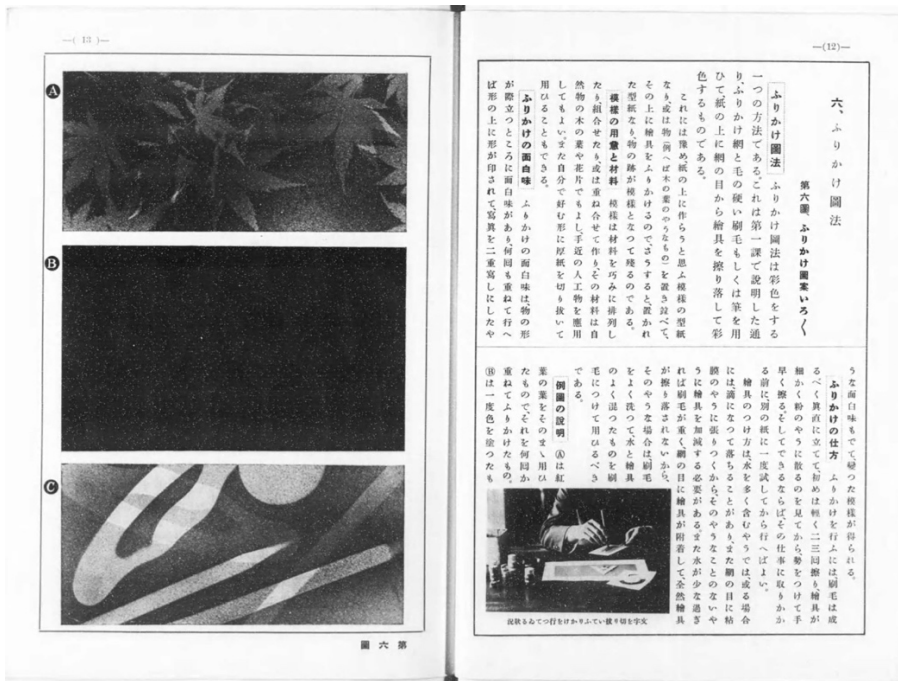 —(12)—
六、ふりかけ圖法
第六圖、ふりかけ圖案いろ〱
ふりかけ圖法　ふりかけ圖法は彩色をする
一つの方法である。これは第一課で說明した通
りふりかけ網と毛の硬い刷毛もしくは筆を用
ひて、紙の上に網の目から繪具を擦り落して彩
色するものである。
これには豫め紙の上に作らうと思ふ模樣の型紙
なり、或は物(例へば木の葉のやうなもの)を置き並べて、
その上に繪具をふりかけるので、さうすると、置かれ
た型紙なり、物の跡が模樣となつて殘るのである。
模樣の用意と材料　模樣は材料を巧みに排列し
たり、組合せたり、或は重ね合せて作り、その材料は自
然物の木の葉や花片でもよし、手近の人工物を應用
してもよい。また自分で好む形に厚紙を切り拔いて
用ひることもできる。
ふりかけの面白味　ふりかけの面白味は、物の形
が際立つところに面白味があり、何囘も重ねて行へ
ば形の上に形が印されて、寫眞を二重寫しにしたや
うな面白味もでて、變つた模樣が得られる。
ふりかけの仕方　ふりかけを行ふには、刷毛は成
るべく眞直に立てて、初めは輕く二三囘擦り、繪具が
細かく粉のやうに散るのを見てから、勢をつけて手
早く擦る。そしてできるならば、その仕事に取りかか
る前に、別の紙に一度試してから行へばよい。
繪具のつけ方は、水を多く含むやうでは、或る場合
には、滴になつて落ちることがあり、また網の目に粘
膜のやうに張りつくから、そのやうなことのないや
うに繪具を加減する必要がある。また水が少な過ぎ
れば刷毛が重く、網の目に繪具が附着して、全然繪具
が擦り落されないから、
そのやうな場合は、刷毛
をよく洗つて、水と繪具
のよく混つたものを刷
毛につけて用ひるべき
である。
例圖の說明　Ⓐは紅
葉の葉をそのまゝ用ひ
たもので、それを何囘か
重ねてふりかけたもの。
Ⓑは一度色を塗つたも
況狀るゐてつ行をけかりふてい拔り切を字文
—( 13 )—
A
B
C
圖六第